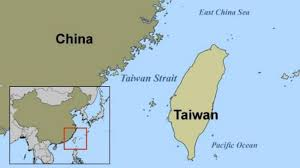 East China Sea
China
Taiwan Strait
Taiwan
Pacific Ocean